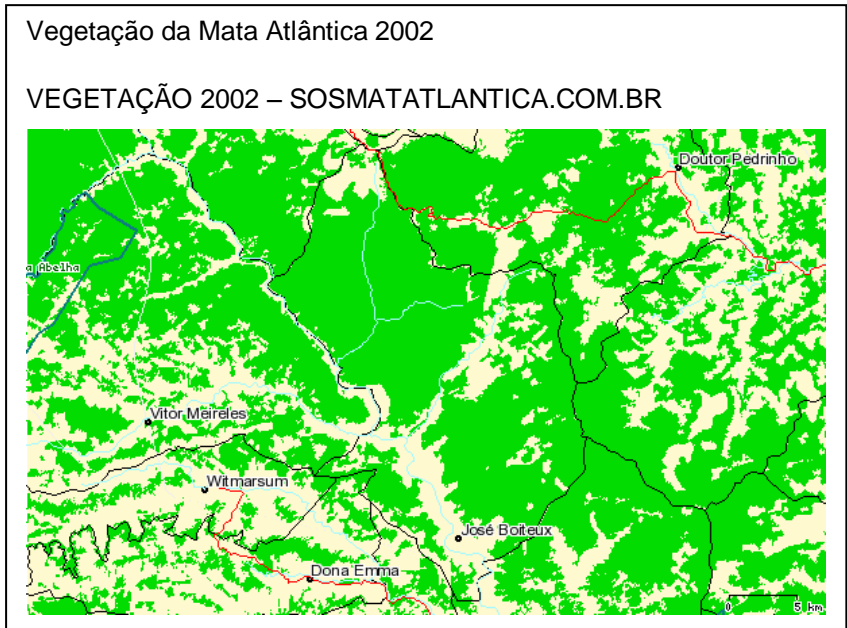 Vegetação da Mata Atlântica 2002
VEGETAÇÃO 2002 – SOSMATATLANTICA.COM.BR
Doutor Pedrinho
a Abelha
Vitor Meireles
Witmarsum
José Boiteux
Dona Emma
0 5 km